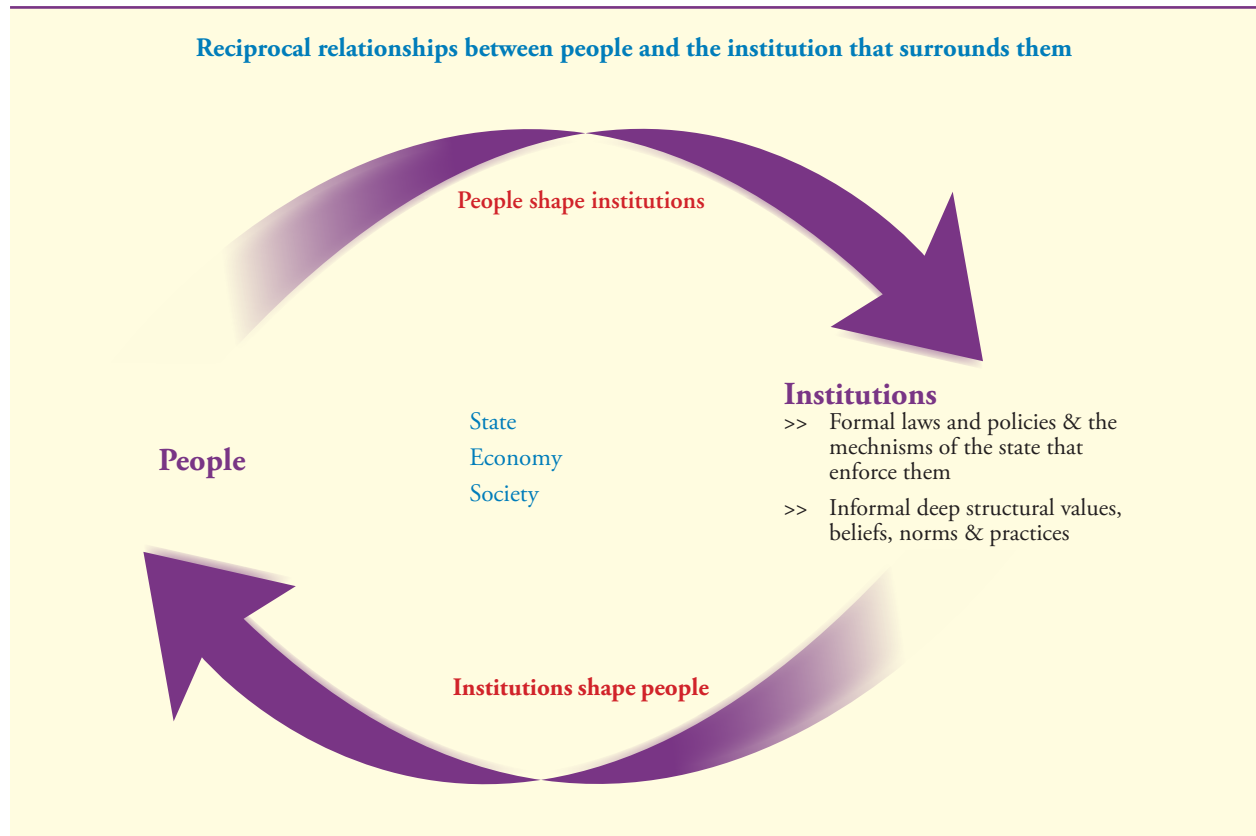 Reciprocal relationships between people and the institution that surrounds them
People shape institutions
People
State
Economy
Society
Institutions
>> Formal laws and policies & the
mechnisms of the state that
enforce them
>> Informal deep structural values,
beliefs, norms & practices
Institutions shape people